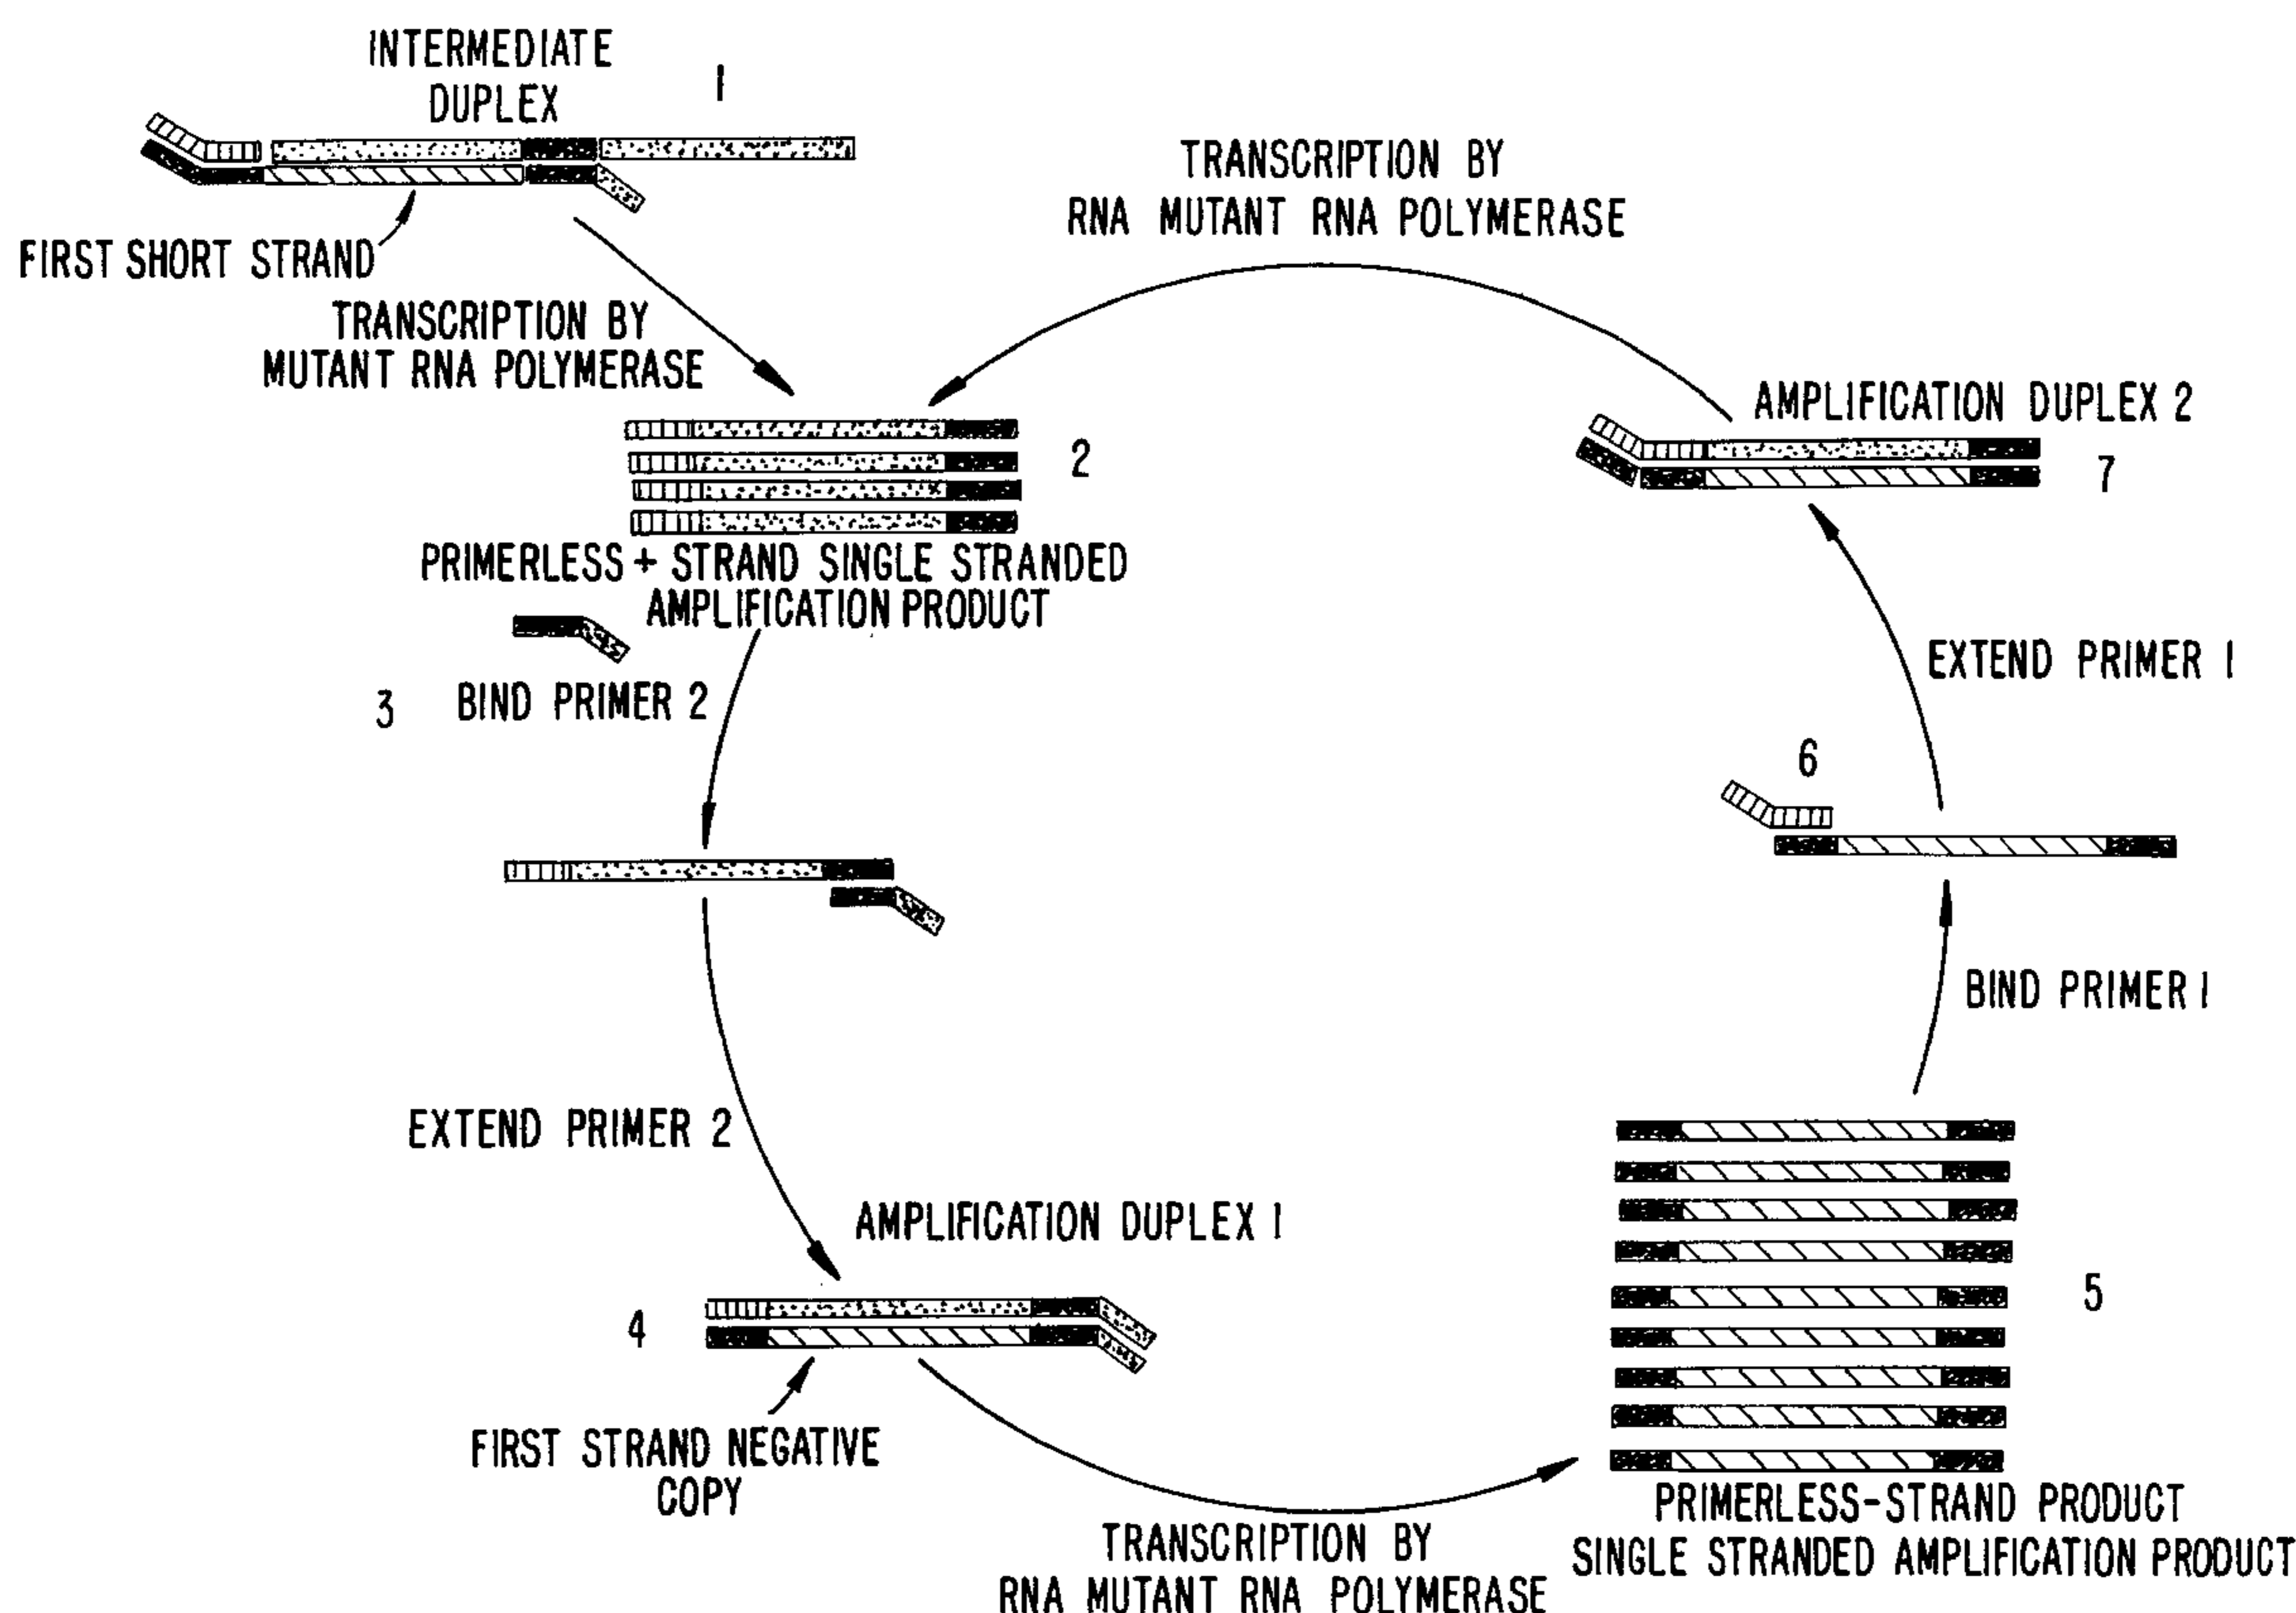 INTERMEDIATE
DUPLEX
1
FIRST SHORT STRAND
TRANSCRIPTION BY
MUTANT RNA POLYMERASE
TRANSCRIPTION BY
RNA MUTANT RNA POLYMERASE
2
PRIMERLESS + STRAND SINGLE STRANDED
AMPLIFICATION PRODUCT
3
BIND PRIMER 2
EXTEND PRIMER 2
AMPLIFICATION DUPLEX 1
4
FIRST STRAND NEGATIVE
COPY
TRANSCRIPTION BY
RNA MUTANT RNA POLYMERASE
5
PRIMERLESS-STRAND PRODUCT
SINGLE STRANDED AMPLIFICATION PRODUCT
BIND PRIMER 1
6
EXTEND PRIMER 1
AMPLIFICATION DUPLEX 2
7